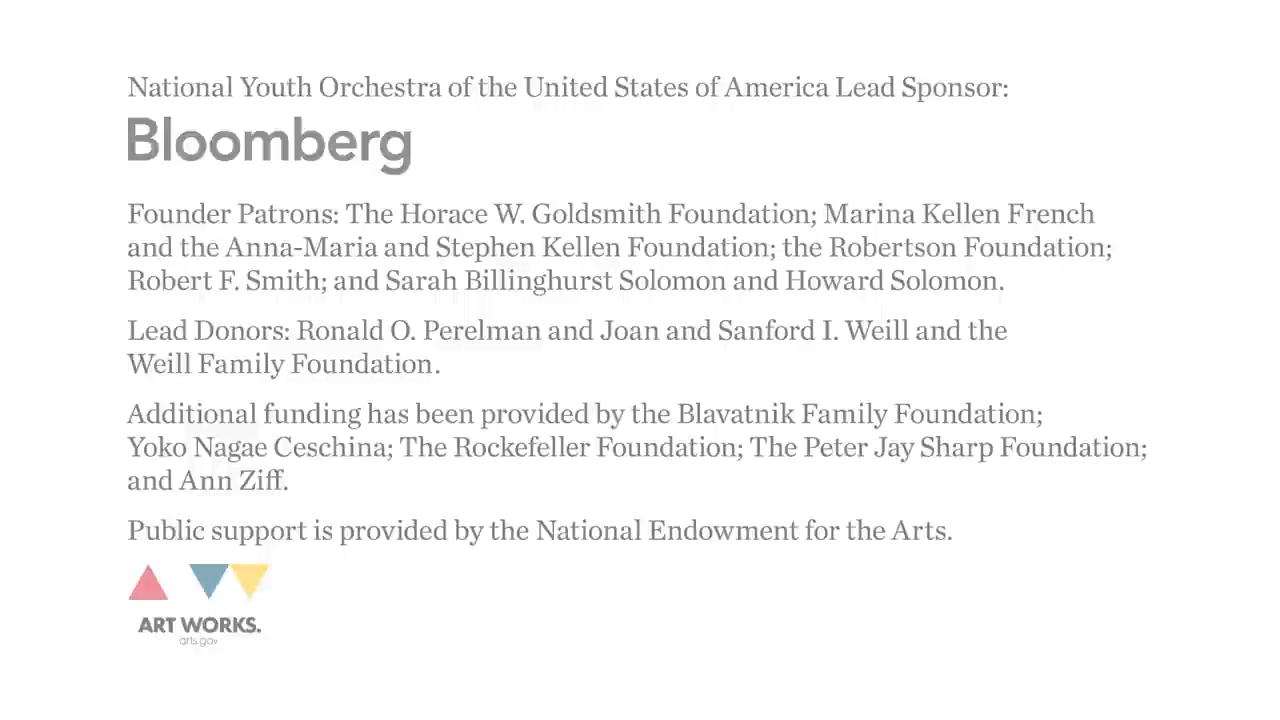 National Youth Orchestra of the United States of America Lead Sponsor:
Bloomberg
Founder Patrons: The Horace W. Goldsmith Foundation; Marina Kellen French
and the Anna-Maria and Stephen Kellen Foundation; the Robertson Foundation;
Robert F. Smith; and Sarah Billinghurst Solomon and Howard Solomon.
Lead Donors: Ronald O. Perelman and Joan and Sanford I. Weill and the
Weill Family Foundation.
Additional funding has been provided by the Blavatnik Family Foundation;
Yoko Nagae Ceschina; The Rockefeller Foundation; The Peter Jay Sharp Foundation;
and Ann Ziff.
Public support is provided by the National Endowment for the Arts.
ART WORKS.
arts.gov